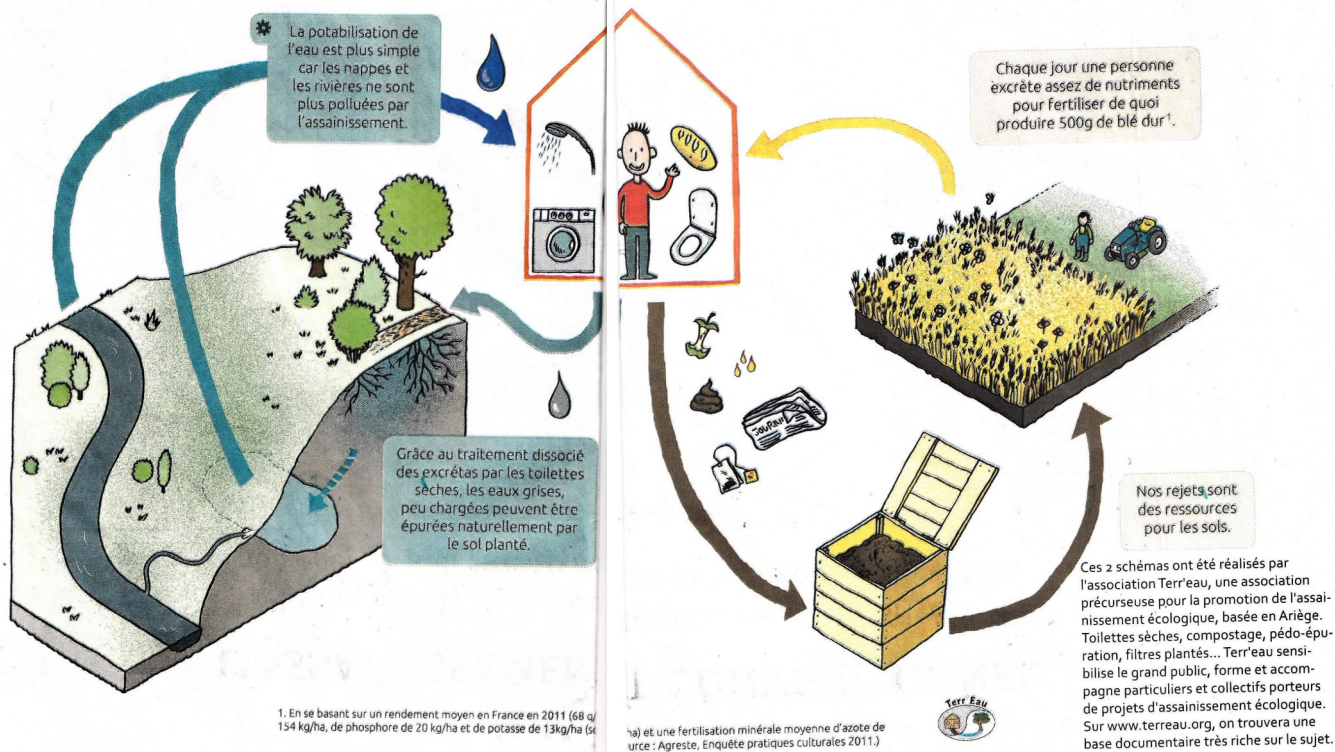 La potabilisation de
l'eau est plus simple
car les nappes et
les rivières ne sont
plus polluées par
l'assainissement.
Chaque jour une personne
excrète assez de nutriments
pour fertiliser de quoi
produire 500g de blé dur¹.
JOURNAL
Grâce au traitement dissocié
des excrétas par les toilettes
sèches, les eaux grises,
peu chargées peuvent être
épurées naturellement par
le sol planté.
Nos rejets sont
des ressources
pour les sols.
Ces 2 schémas ont été réalisés par
l'association Terr'eau, une association
précurseuse pour la promotion de l'assai-
nissement écologique, basée en Ariège.
Toilettes sèches, compostage, pédo-épu-
ration, filtres plantés... Terr'eau sensi-
bilise le grand public, forme et accom-
pagne particuliers et collectifs porteurs
de projets d'assainissement écologique.
Sur www.terreau.org, on trouvera une
base documentaire très riche sur le sujet.
Terr'Eau
1. En se basant sur un rendement moyen en France en 2011 (68 q/ ha) et une fertilisation minérale moyenne d'azote de
154 kg/ha, de phosphore de 20 kg/ha et de potasse de 13kg/ha (so urce : Agreste, Enquête pratiques culturales 2011.)